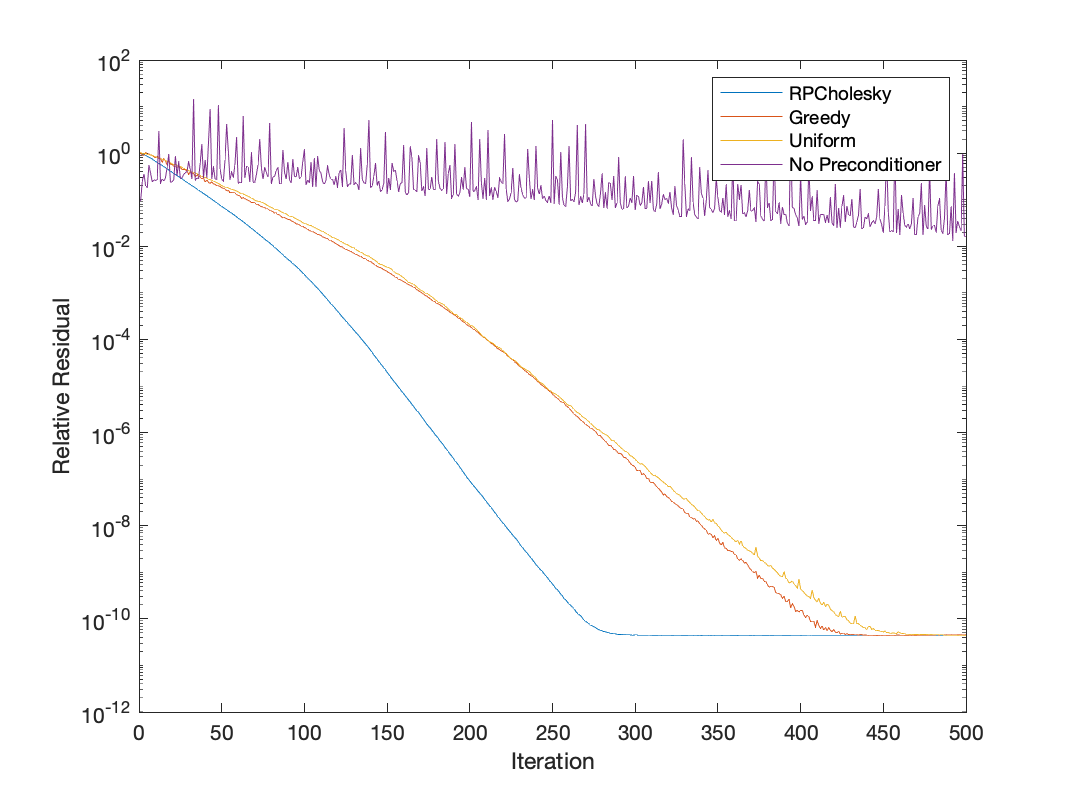 10^2
10^0
10^-2
10^-4
10^-6
10^-8
10^-10
10^-12
Relative Residual
RPCholesky
Greedy
Uniform
No Preconditioner
0 50 100 150 200 250 300 350 400 450 500
Iteration